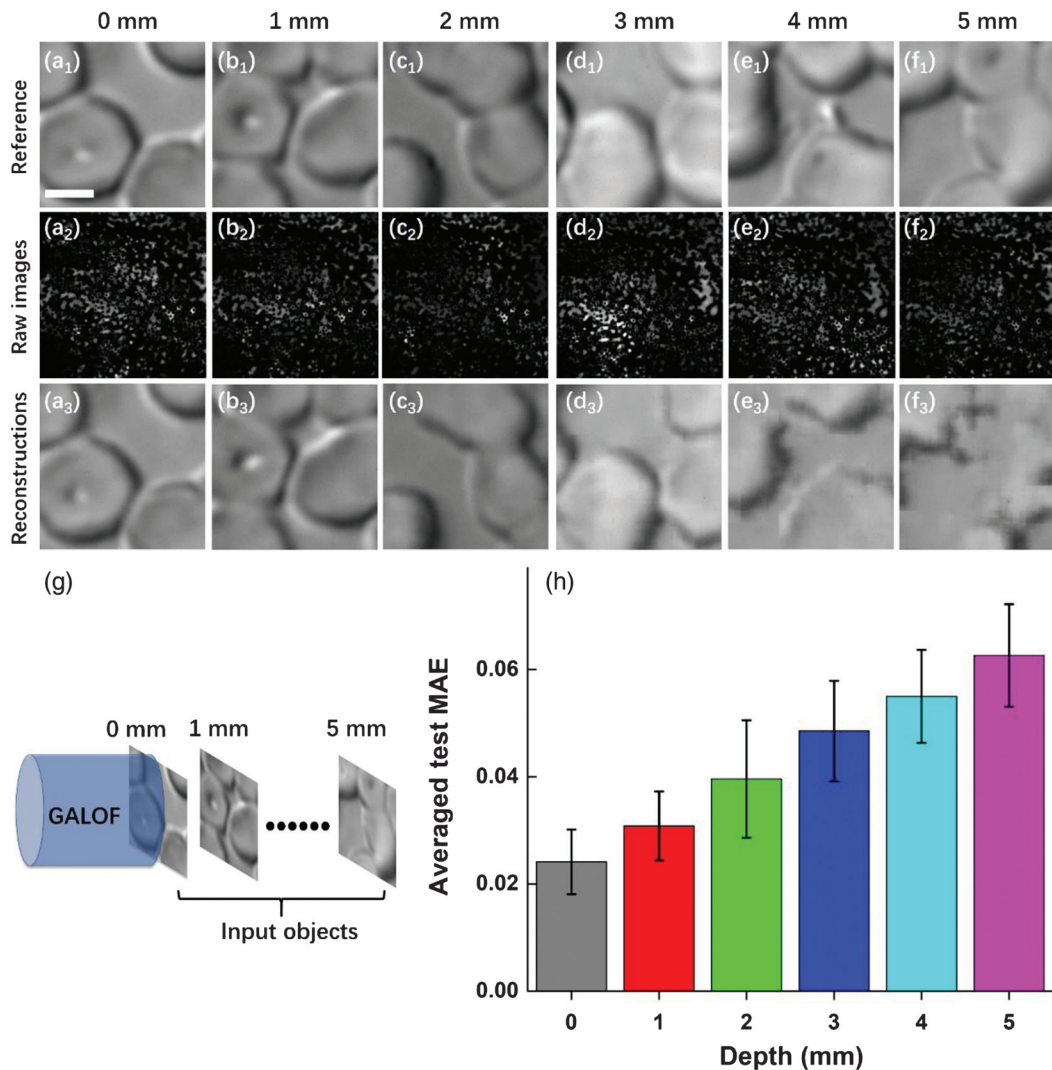 0 mm 1 mm 2 mm 3 mm 4 mm 5 mm
Reference
(a1) (b1) (c1) (d1) (e1) (f1)
Raw images
(a2) (b2) (c2) (d2) (e2) (f2)
Reconstructions
(a3) (b3) (c3) (d3) (e3) (f3)
(g)
0 mm 1 mm 5 mm
GALOF
Input objects
(h)
Averaged test MAE
0.06
0.04
0.02
0.00
0 1 2 3 4 5
Depth (mm)